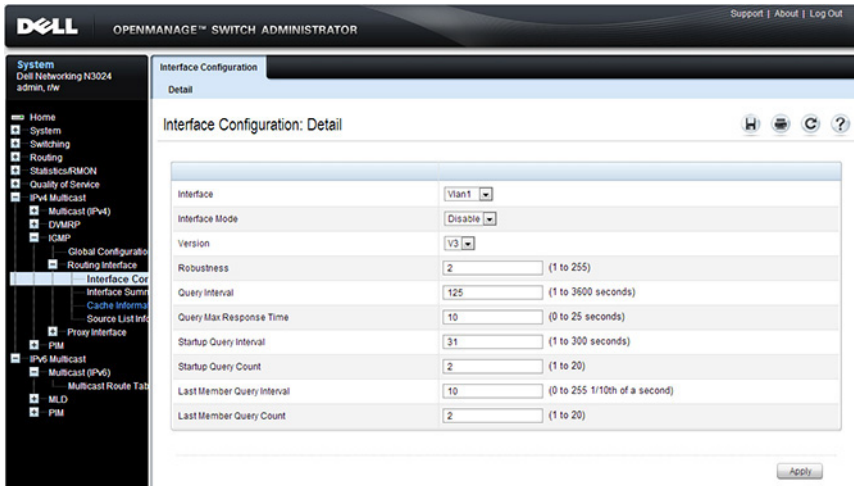 Support | About | Log Out
DELL OPENMANAGE™ SWITCH ADMINISTRATOR
System
Dell Networking N3024
admin, r/w
Home
System
Switching
Routing
Statistics/RMON
Quality of Service
IPv4 Multicast
Multicast (IPv4)
DVMRP
IGMP
Global Configuratio
Routing Interface
Interface Cor
Interface Summ
Cache Informa
Source List Info
Proxy Interface
PIM
IPv6 Multicast
Multicast (IPv6)
Multicast Route Tab
MLD
PIM
Interface Configuration
Detail
Interface Configuration: Detail
H C ?
Interface Vlan1
Interface Mode Disable
Version V3
Robustness 2 (1 to 255)
Query Interval 125 (1 to 3600 seconds)
Query Max Response Time 10 (0 to 25 seconds)
Startup Query Interval 31 (1 to 300 seconds)
Startup Query Count 2 (1 to 20)
Last Member Query Interval 10 (0 to 255 1/10th of a second)
Last Member Query Count 2 (1 to 20)
Apply